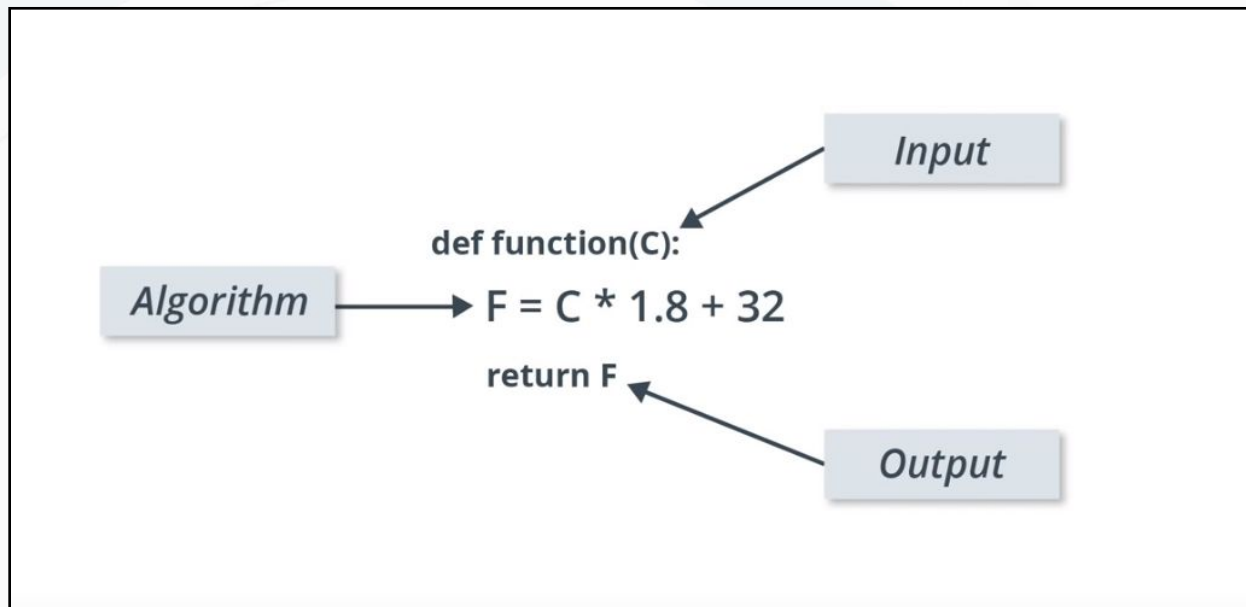 Input
def function(C):
Algorithm
F = C * 1.8 + 32
return F
Output